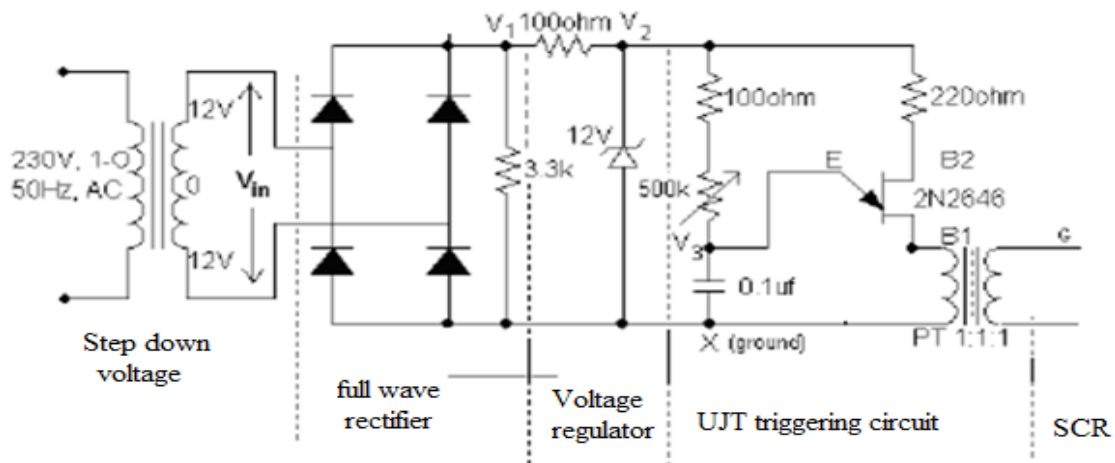 V1 100ohm V2
12V
230V, 1-O
50Hz, AC
0
Vin
12V
3.3k
12V
100ohm
500k
V3
0.1uf
220ohm
E
B2
2N2646
B1
G
PT 1:1:1
X (ground)
Step down
voltage
full wave
rectifier
Voltage
regulator
UJT triggering circuit
SCR